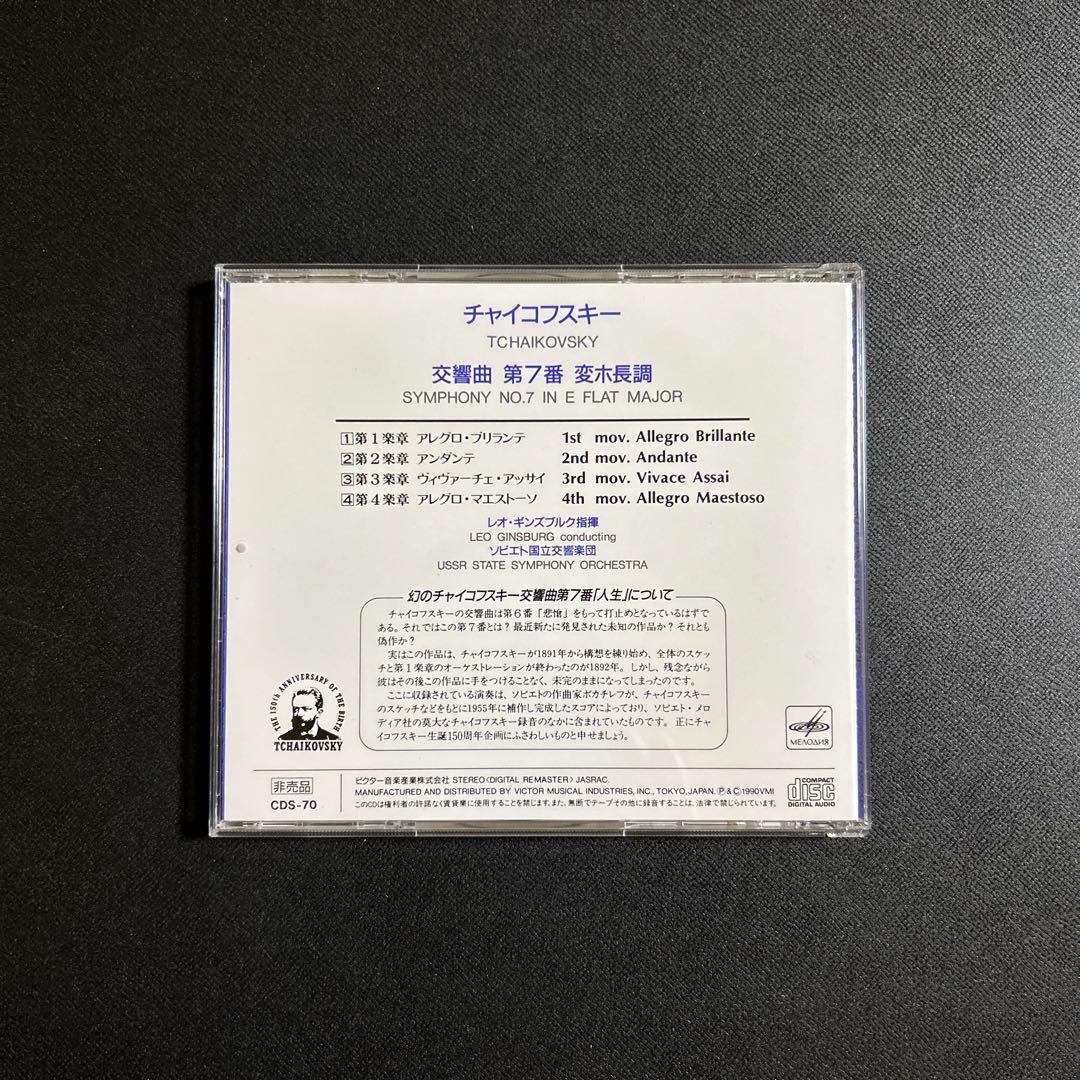 チャイコフスキー
TCHAIKOVSKY
交響曲 第7番 変ホ長調
SYMPHONY NO.7 IN E FLAT MAJOR
1 第1楽章 アレグロ・ブリランテ 1st mov. Allegro Brillante
2 第2楽章 アンダンテ 2nd mov. Andante
3 第3楽章 ヴィヴァーチェ・アッサイ 3rd mov. Vivace Assai
4 第4楽章 アレグロ・マエストーソ 4th mov. Allegro Maestoso
レオ・ギンズブルク指揮
LEO GINSBURG conducting
ソビエト国立交響楽団
USSR STATE SYMPHONY ORCHESTRA
幻のチャイコフスキー交響曲第7番「人生」について
チャイコフスキーの交響曲は第6番「悲愴」をもって打止めとなっているはずで
ある。それではこの第7番とは? 最近新たに発見された未知の作品か? それとも
偽作か?
実はこの作品は、チャイコフスキーが1891年から構想を練り始め、全体のスケッ
チと第1楽章のオーケストレーションが終わったのが1892年。しかし、残念ながら
彼はその後この作品に手をつけることなく、未完のままになってしまったのです。
ここに収録されている演奏は、ソビエトの作曲家ボカチレフが、チャイコフスキー
のスケッチなどをもとに1955年に補作し完成したスコアによっており、ソビエト・メロ
ディア社の莫大なチャイコフスキー録音のなかに含まれていたものです。正にチャ
イコフスキー生誕150周年企画にふさわしいものと申せましょう。
THE 150th ANNIVERSARY OF THE BIRTH
TCHAIKOVSKY
МЕЛОДИЯ
非売品
CDS-70
ビクター音楽産業株式会社 STEREO〈DIGITAL REMASTER〉JASRAC.
MANUFACTURED AND DISTRIBUTED BY VICTOR MUSICAL INDUSTRIES, INC., TOKYO, JAPAN, Ⓟ&Ⓒ1990VMI
このCDは権利者の許諾なく賃貸業に使用することを禁じます。また、無断でテープその他に録音することは、法律で禁じられています。
COMPACT
disc
DIGITAL AUDIO